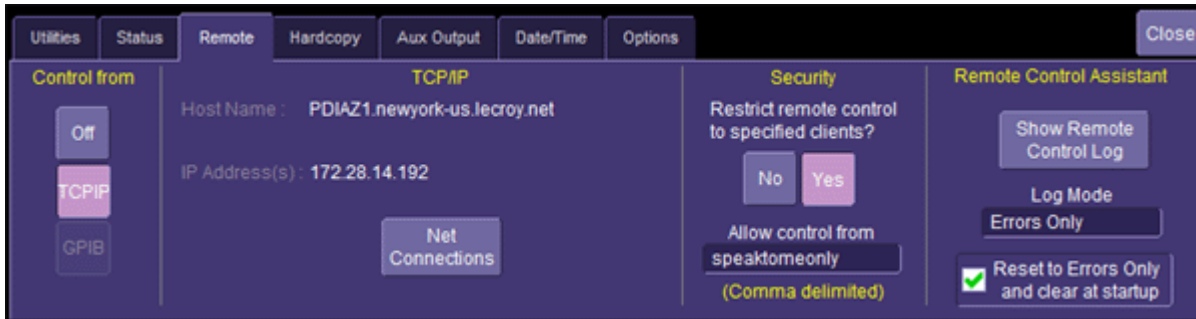 Utilities
Status
Remote
Hardcopy
Aux Output
Date/Time
Options
Close
Control from
Off
TCPIP
GPIB
TCP/IP
Host Name : PDIAZ1.newyork-us.lecroy.net
IP Address(s) : 172.28.14.192
Net
Connections
Security
Restrict remote control
to specified clients?
No
Yes
Allow control from
speaktomeonly
(Comma delimited)
Remote Control Assistant
Show Remote
Control Log
Log Mode
Errors Only
Reset to Errors Only
and clear at startup